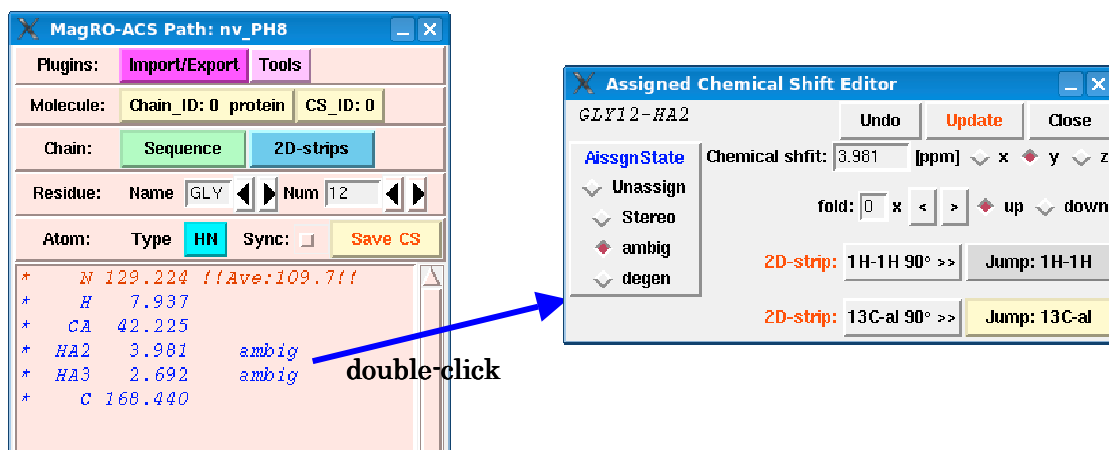 MagRO-ACS Path: nv_PH8
Plugins: Import/Export Tools
Molecule: Chain_ID: 0 protein CS_ID: 0
Chain: Sequence 2D-strips
Residue: Name GLY Num 12
Atom: Type HN Sync: Save CS
* N 129.224 !!Ave:109.7!!
* H 7.937
* CA 42.225
* HA2 3.981 ambig
* HA3 2.692 ambig
* C 168.440
double-click
Assigned Chemical Shift Editor
GLY12-HA2
Undo Update Close
AissgnState
Unassign
Stereo
ambig
degen
Chemical shfit: 3.981 [ppm] x y z
fold: 0 x < > up down
2D-strip: 1H-1H 90° >> Jump: 1H-1H
2D-strip: 13C-al 90° >> Jump: 13C-al